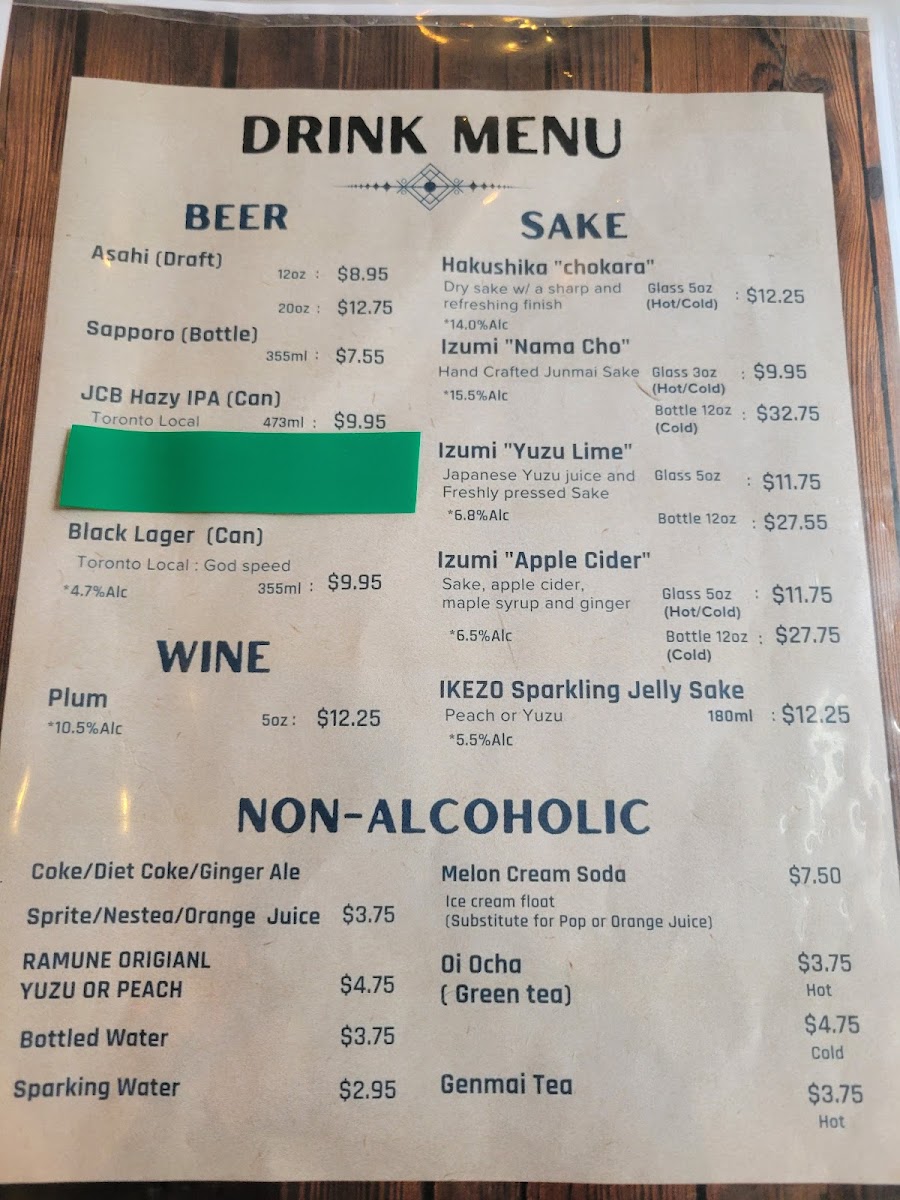 DRINK MENU
BEER
Asahi (Draft)
12oz : $8.95
20oz : $12.75
Sapporo (Bottle)
355ml : $7.55
JCB Hazy IPA (Can)
Toronto Local 473ml : $9.95
Black Lager (Can)
Toronto Local : God speed
*4.7%Alc 355ml : $9.95
WINE
Plum
*10.5%Alc 5oz : $12.25
SAKE
Hakushika "chokara"
Dry sake w/ a sharp and Glass 5oz : $12.25
refreshing finish (Hot/Cold)
*14.0%Alc
Izumi "Nama Cho"
Hand Crafted Junmai Sake Glass 3oz : $9.95
(Hot/Cold)
*15.5%Alc
Bottle 12oz : $32.75
(Cold)
Izumi "Yuzu Lime"
Japanese Yuzu juice and Glass 5oz : $11.75
Freshly pressed Sake
*6.8%Alc Bottle 12oz : $27.55
Izumi "Apple Cider"
Sake, apple cider, Glass 5oz : $11.75
maple syrup and ginger (Hot/Cold)
*6.5%Alc Bottle 12oz : $27.75
(Cold)
IKEZO Sparkling Jelly Sake
Peach or Yuzu 180ml : $12.25
*5.5%Alc
NON-ALCOHOLIC
Coke/Diet Coke/Ginger Ale
Sprite/Nestea/Orange Juice $3.75
RAMUNE ORIGIANL
YUZU OR PEACH $4.75
Bottled Water $3.75
Sparking Water $2.95
Melon Cream Soda $7.50
Ice cream float
(Substitute for Pop or Orange Juice)
Oi Ocha $3.75
( Green tea) Hot
$4.75
Cold
Genmai Tea $3.75
Hot